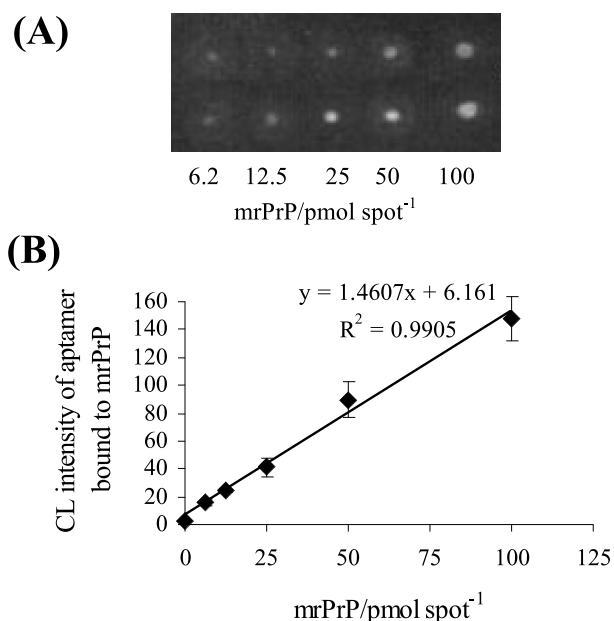 (A)
6.2 12.5 25 50 100
mrPrP/pmol spot⁻¹
(B)
y = 1.4607x + 6.161
R² = 0.9905
CL intensity of aptamer
bound to mrPrP
160
140
120
100
80
60
40
20
0
0 25 50 75 100 125
mrPrP/pmol spot⁻¹